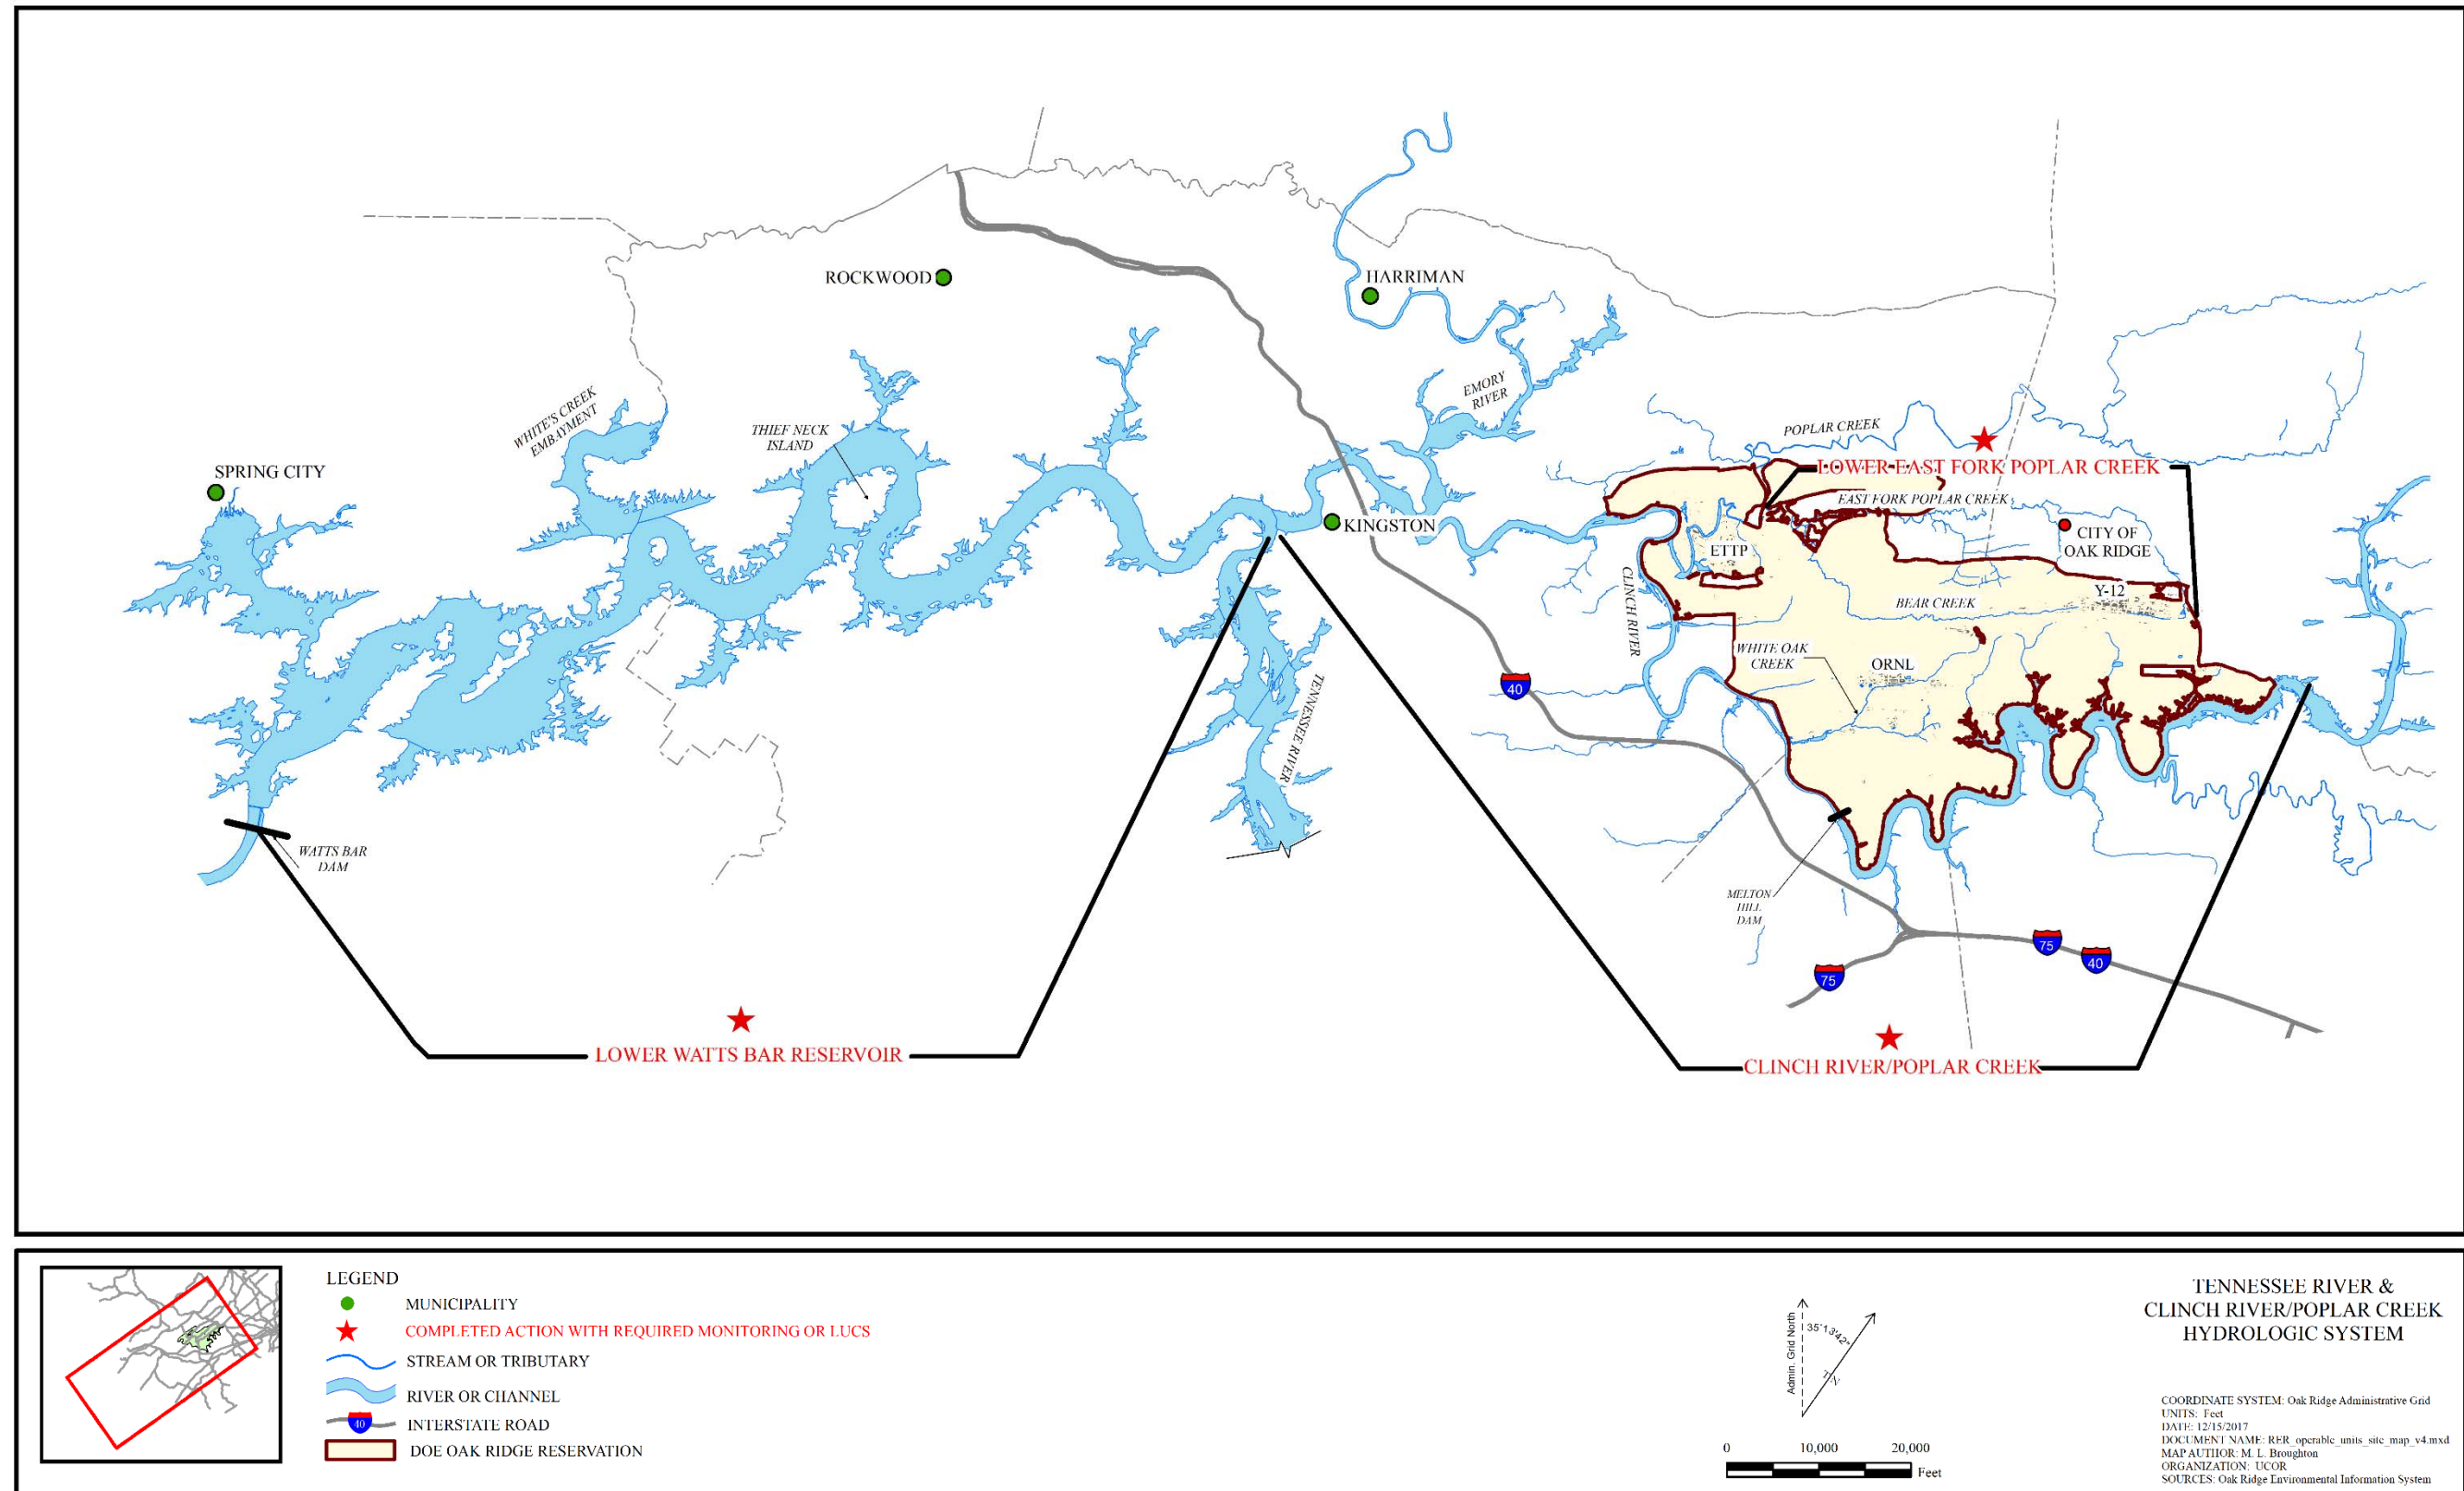 ROCKWOOD
HARRIMAN
EMORY
RIVER
WHITE'S CREEK
EMBAYMENT
THIEF NECK
ISLAND
SPRING CITY
POPLAR CREEK
LOWER EAST FORK POPLAR CREEK
EAST FORK POPLAR CREEK
KINGSTON
CITY OF
OAK RIDGE
ETTP
CLINCH RIVER
BEAR CREEK
Y-12
WHITE OAK
CREEK
ORNL
40
TENNESSEE RIVER
WATTS BAR
DAM
MELTON
HILL
DAM
75
40
75
LOWER WATTS BAR RESERVOIR
CLINCH RIVER/POPLAR CREEK
LEGEND
MUNICIPALITY
COMPLETED ACTION WITH REQUIRED MONITORING OR LUCS
STREAM OR TRIBUTARY
RIVER OR CHANNEL
40
INTERSTATE ROAD
DOE OAK RIDGE RESERVATION
Admin. Grid North
35°13'42"
TN
0 10,000 20,000
Feet
TENNESSEE RIVER &
CLINCH RIVER/POPLAR CREEK
HYDROLOGIC SYSTEM
COORDINATE SYSTEM: Oak Ridge Administrative Grid
UNITS: Feet
DATE: 12/15/2017
DOCUMENT NAME: RER_operable_units_site_map_v4.mxd
MAP AUTHOR: M. L. Broughton
ORGANIZATION: UCOR
SOURCES: Oak Ridge Environmental Information System